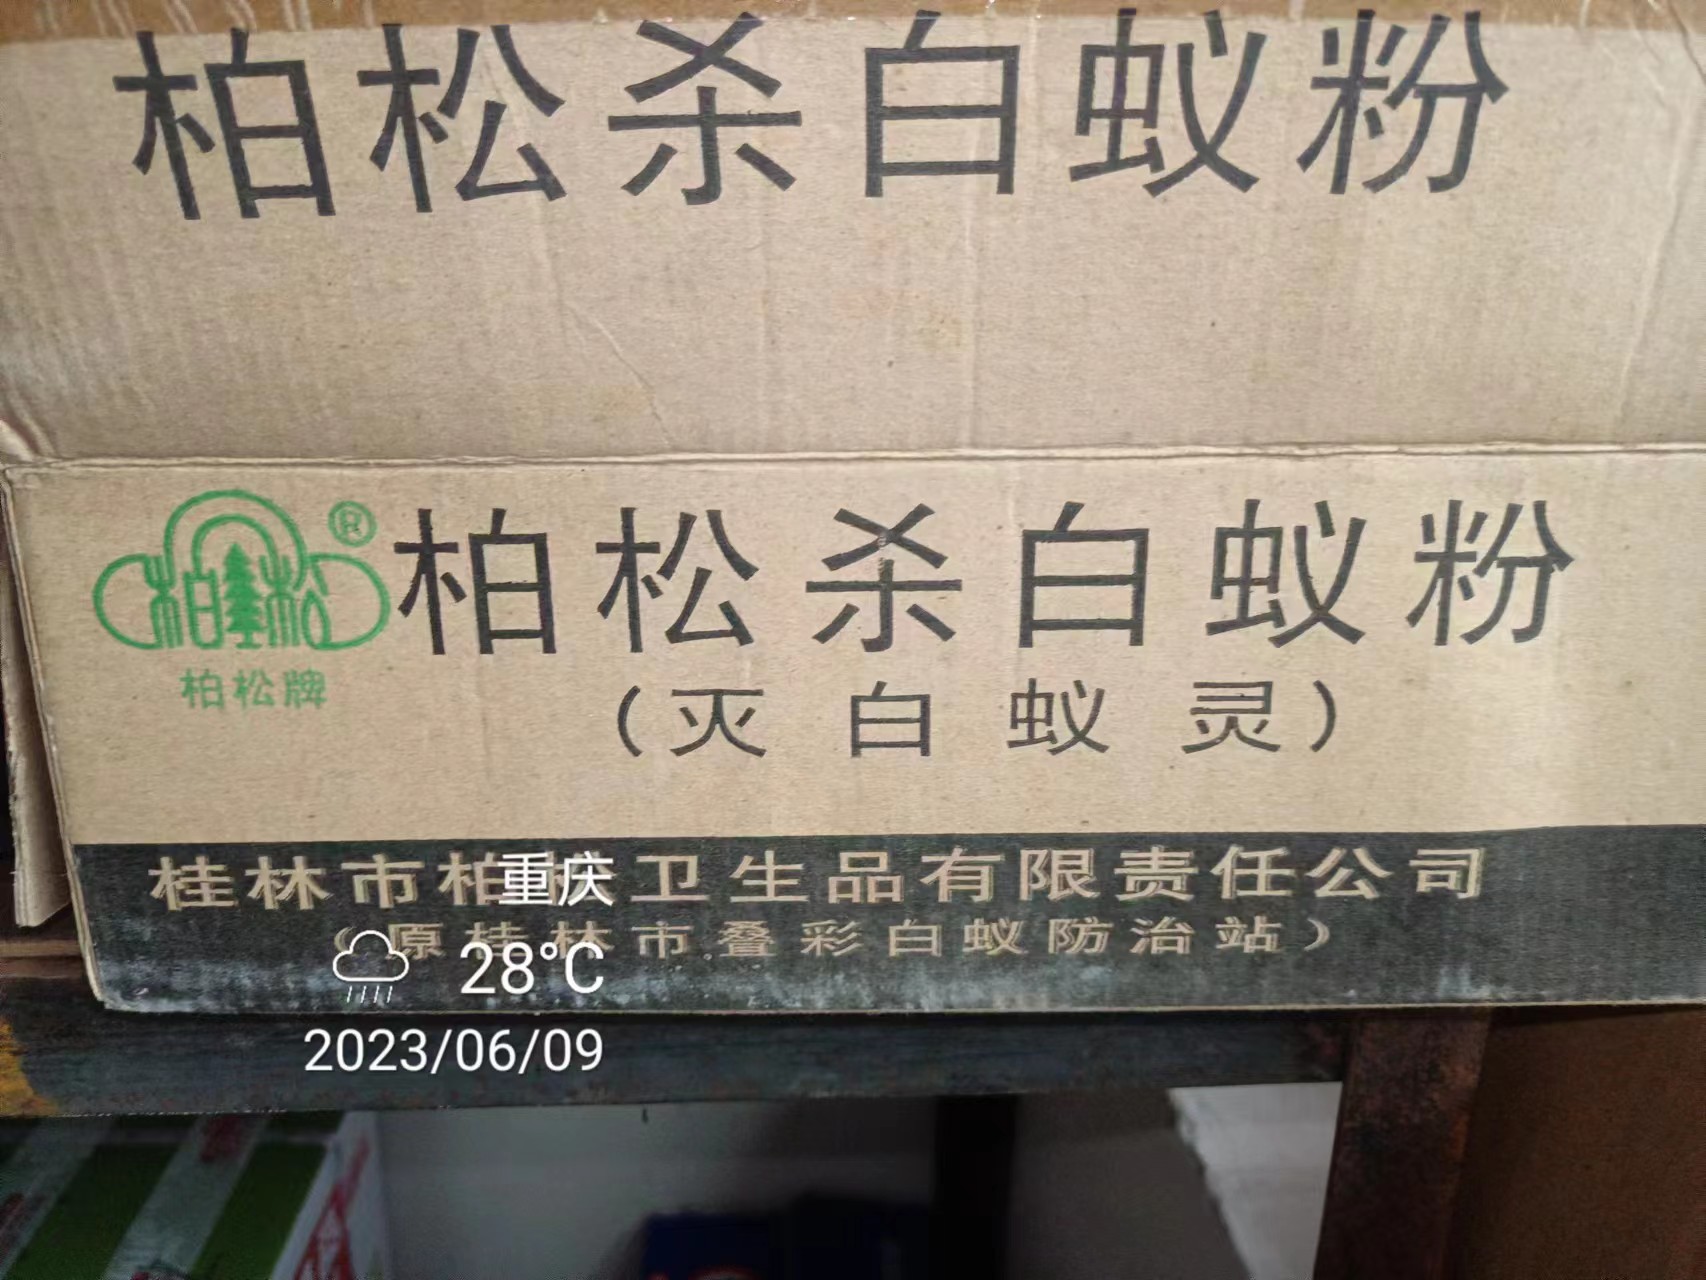 柏松杀白蚁粉
柏松
®
柏松牌
柏松杀白蚁粉
（灭白蚁灵）
桂林市柏松卫生品有限责任公司
（原桂林市叠彩白蚁防治站）
重庆
28°C
2023/06/09